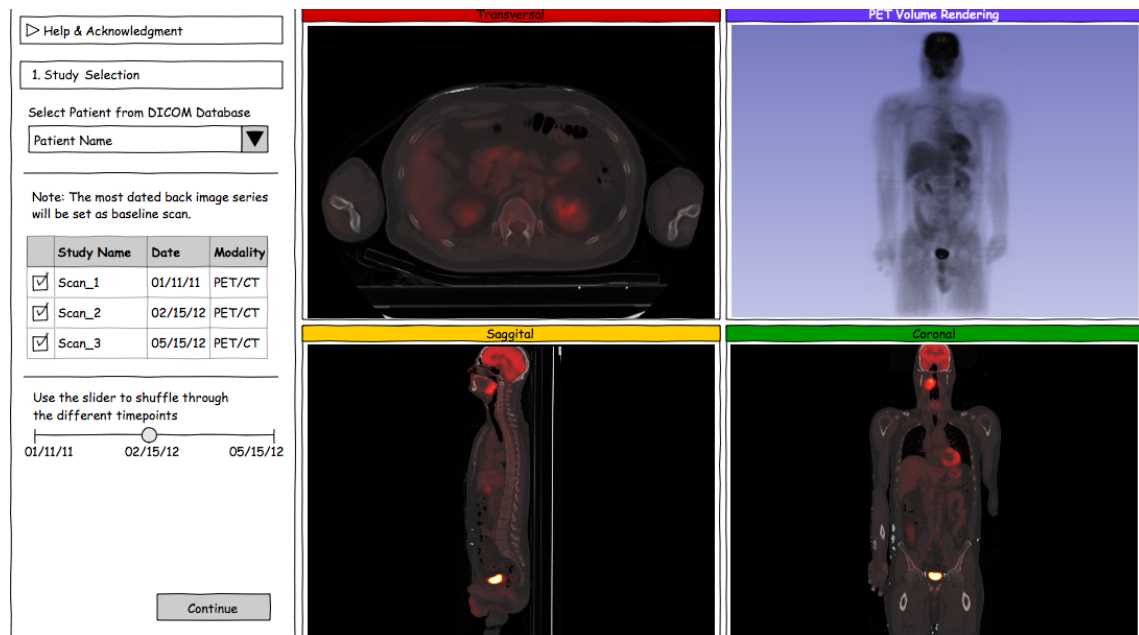 Help & Acknowledgment
1. Study Selection
Select Patient from DICOM Database
Patient Name
Note: The most dated back image series
will be set as baseline scan.
Study Name Date Modality
Scan_1 01/11/11 PET/CT
Scan_2 02/15/12 PET/CT
Scan_3 05/15/12 PET/CT
Use the slider to shuffle through
the different timepoints
01/11/11 02/15/12 05/15/12
Continue
Transversal
PET Volume Rendering
Saggital
Coronal